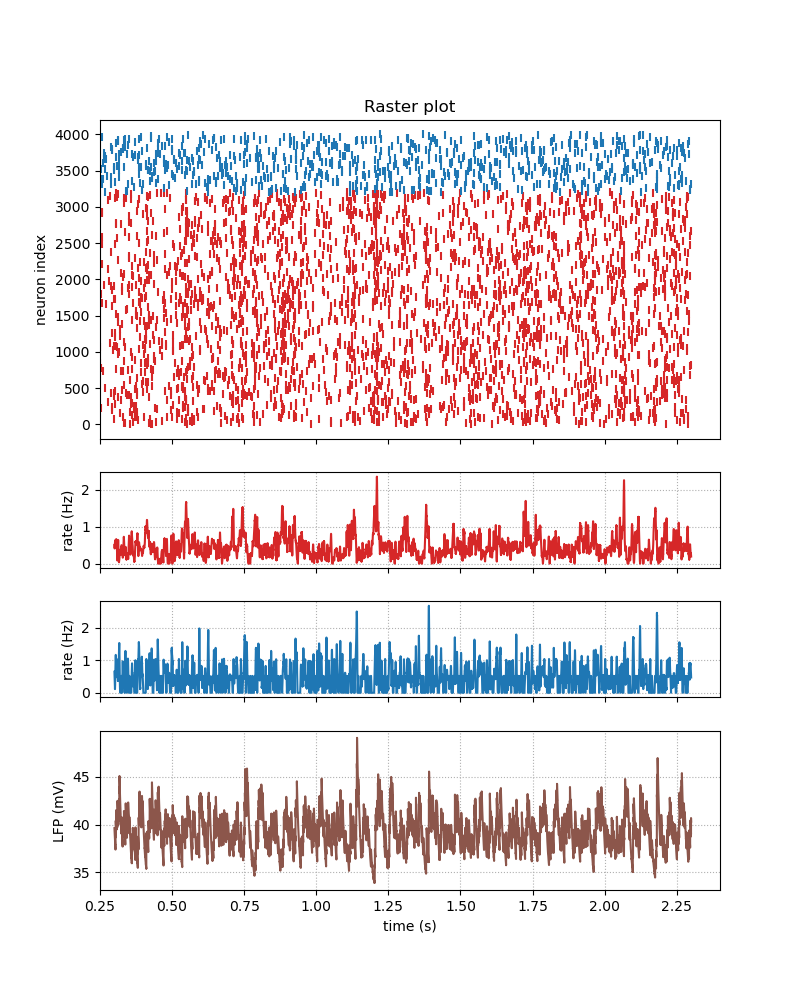 Raster plot
4000
3500
3000
2500
2000
1500
1000
500
0
neuron index
2
1
0
rate (Hz)
2
1
0
rate (Hz)
45
40
35
LFP (mV)
0.25 0.50 0.75 1.00 1.25 1.50 1.75 2.00 2.25
time (s)